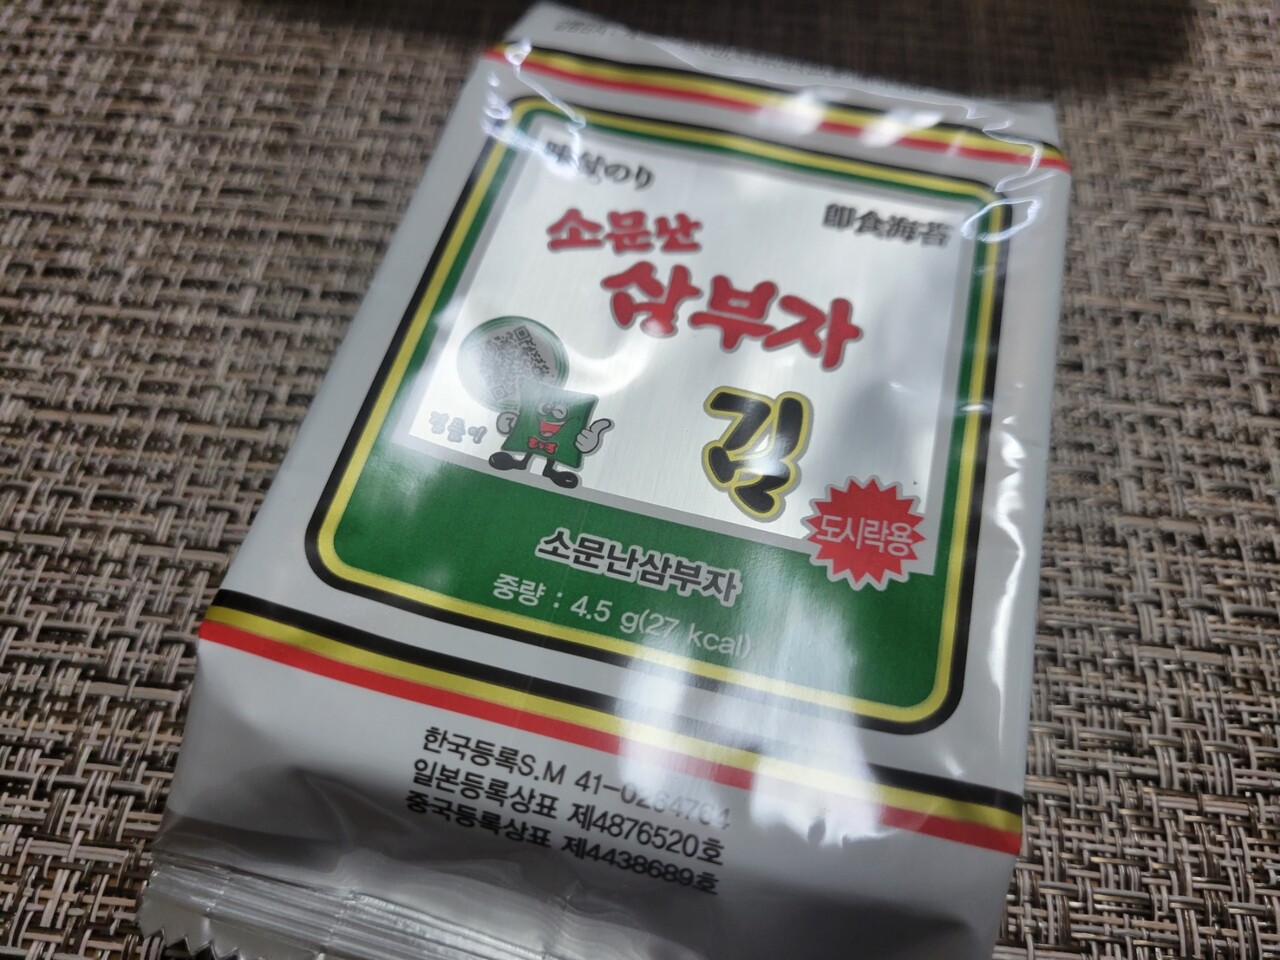 味付のり
即食海苔
소문난
삼부자
김
김돌이
도시락용
소문난삼부자
중량 : 4.5 g(27 kcal)
한국등록S.M 41-0264764
일본등록상표 제4876520호
중국등록상표 제4438689호